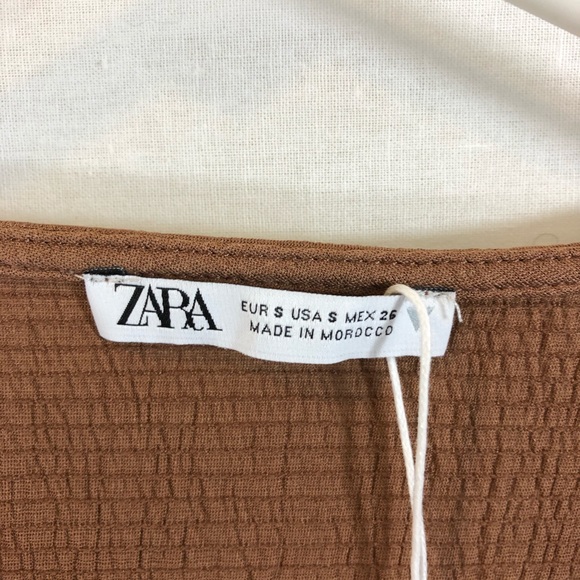 ZARA
EUR S USA S MEX 26
MADE IN MOROCCO